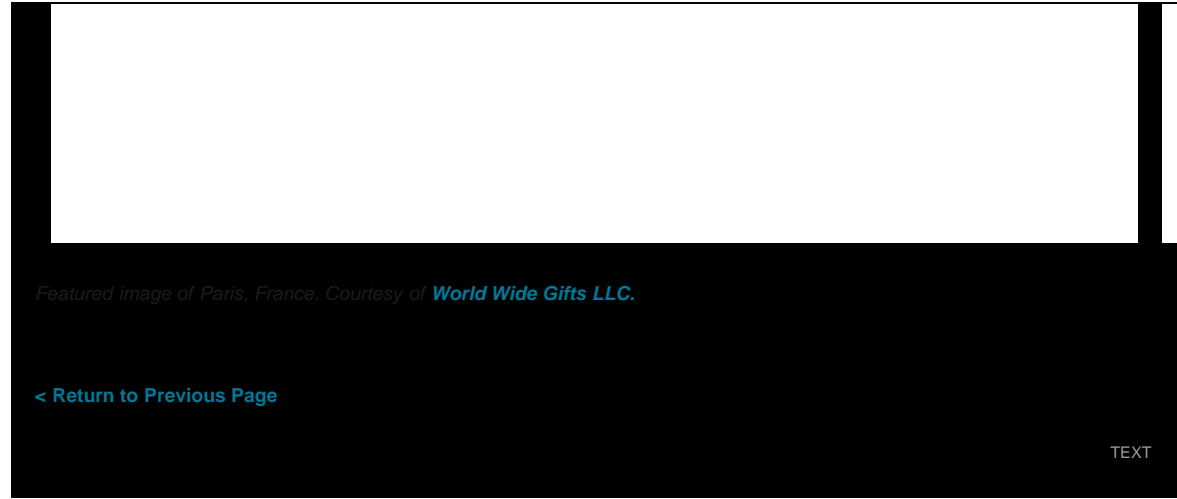 Featured image of Paris, France. Courtesy of World Wide Gifts LLC.
< Return to Previous Page
TEXT